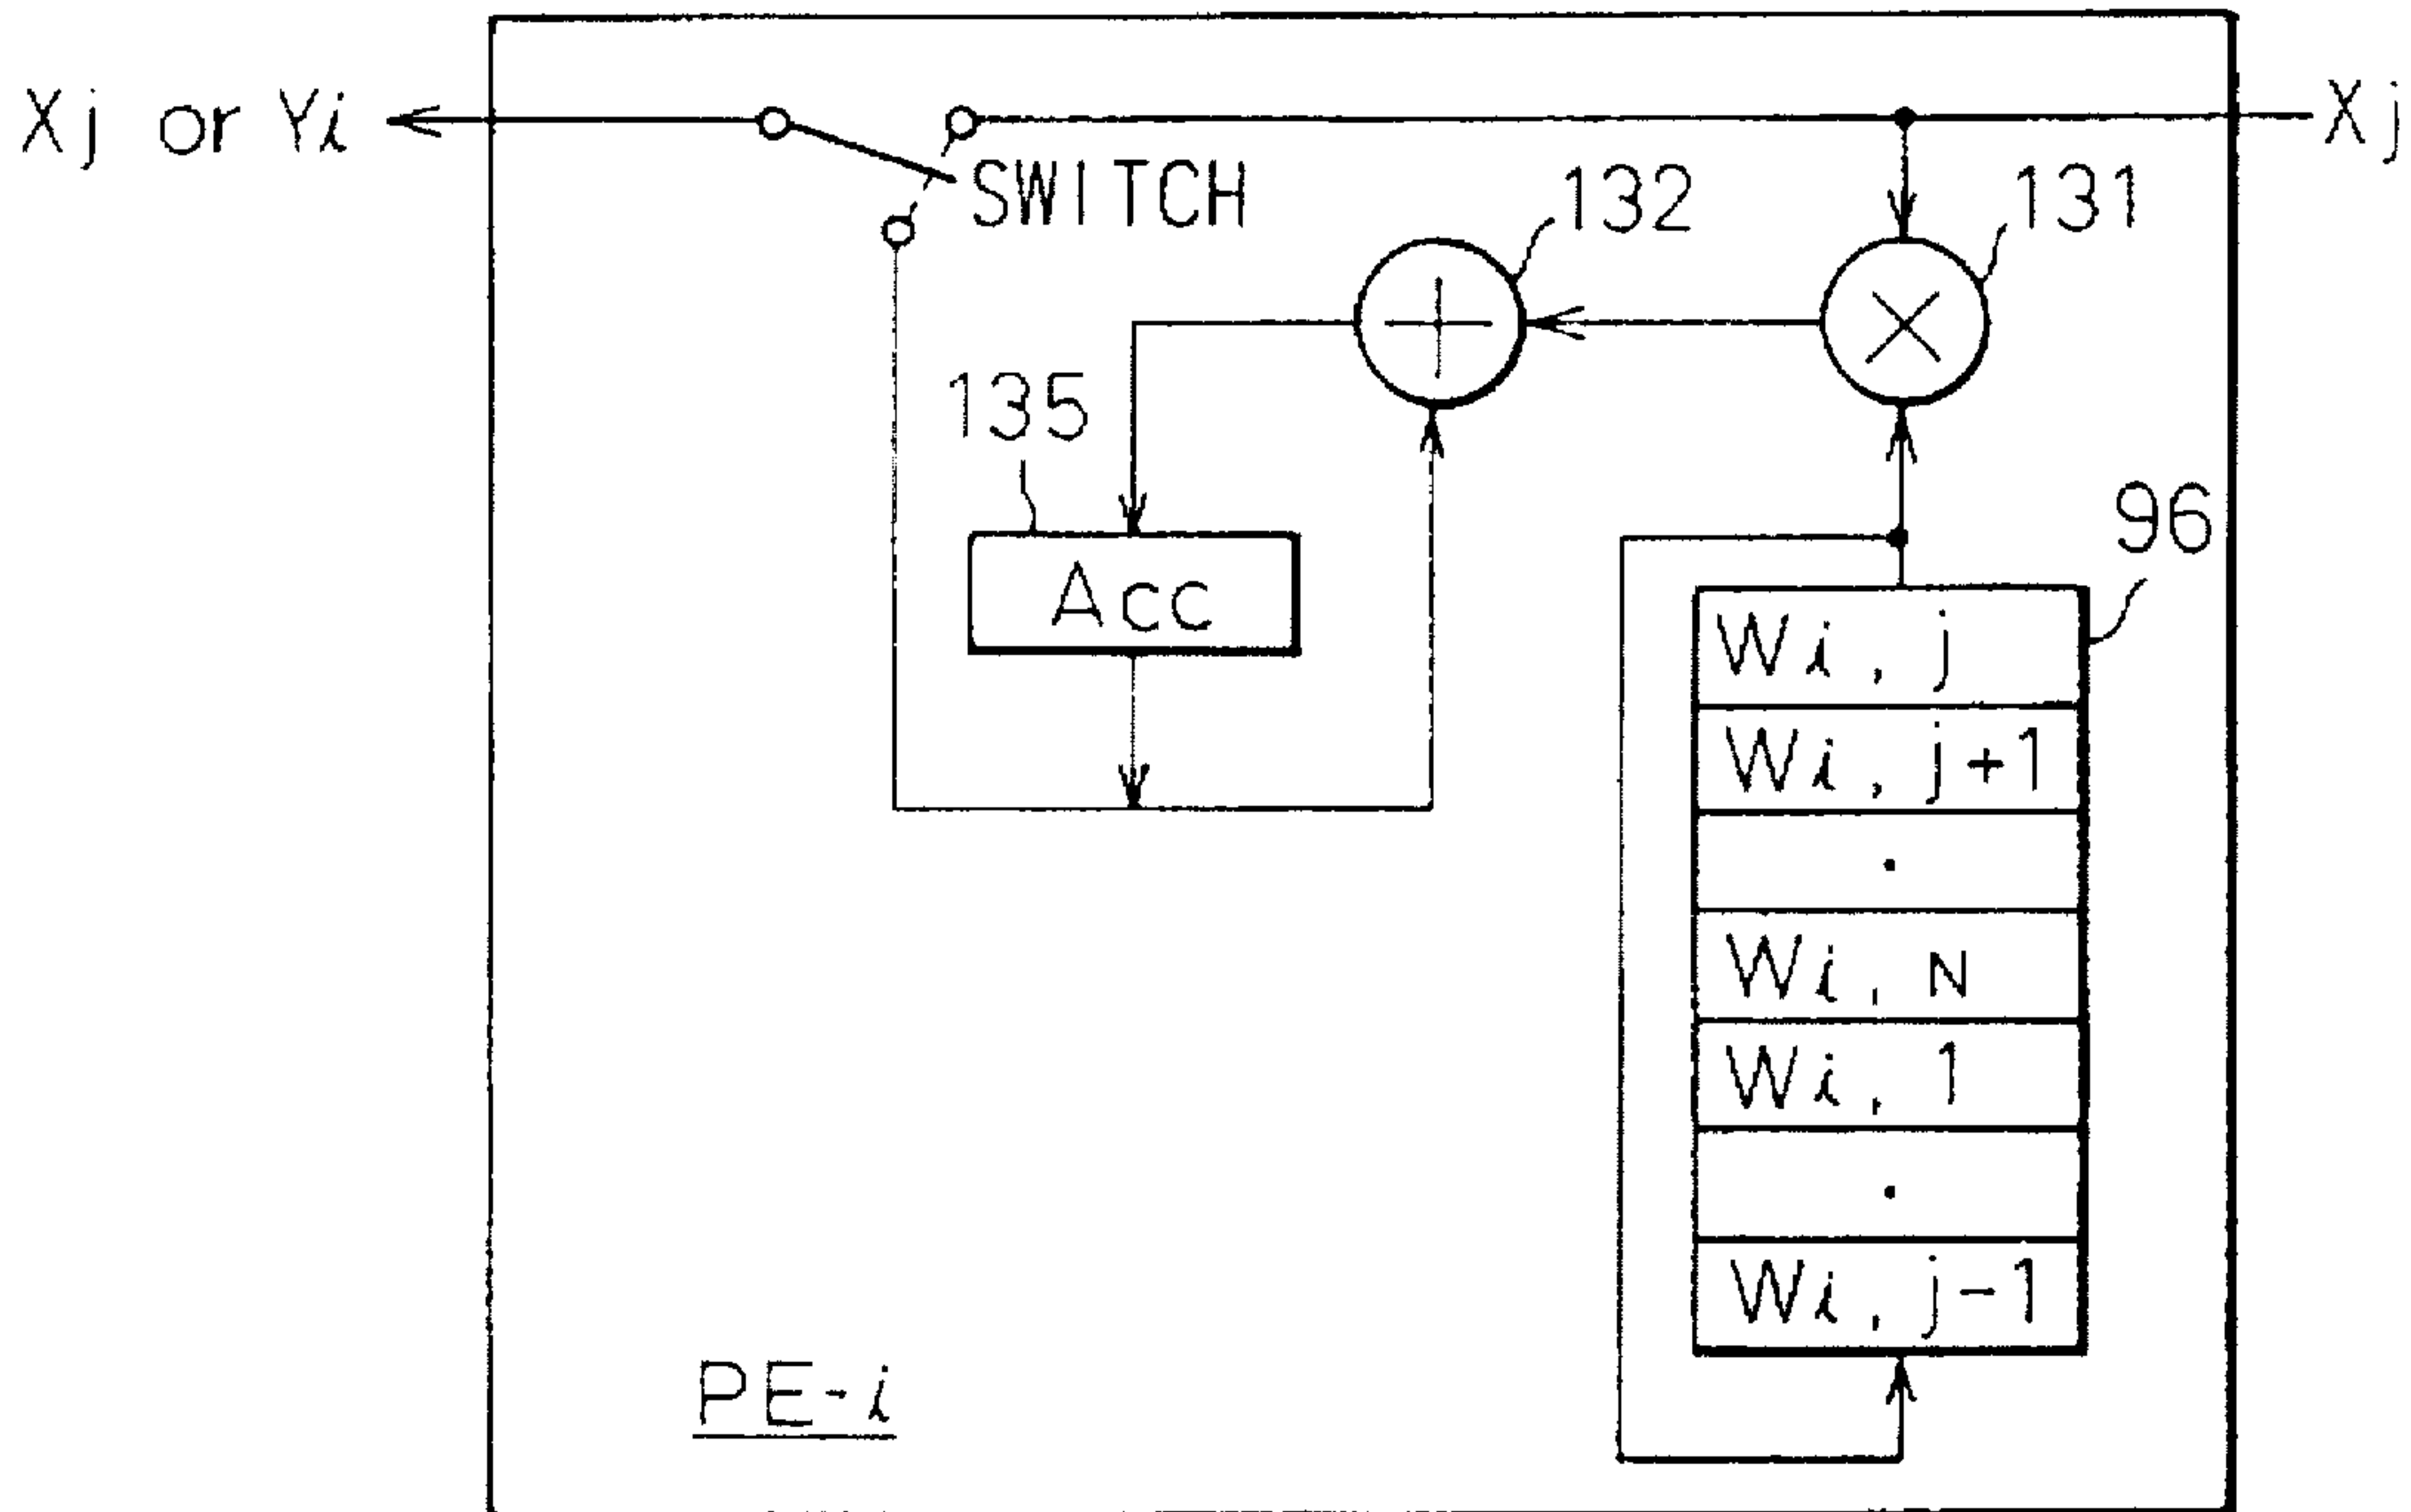 Xj or Yi
Xj
SWITCH
132
131
135
96
Acc
Wi, j
Wi, j+1
.
Wi, N
Wi, 1
.
Wi, j-1
PE-i